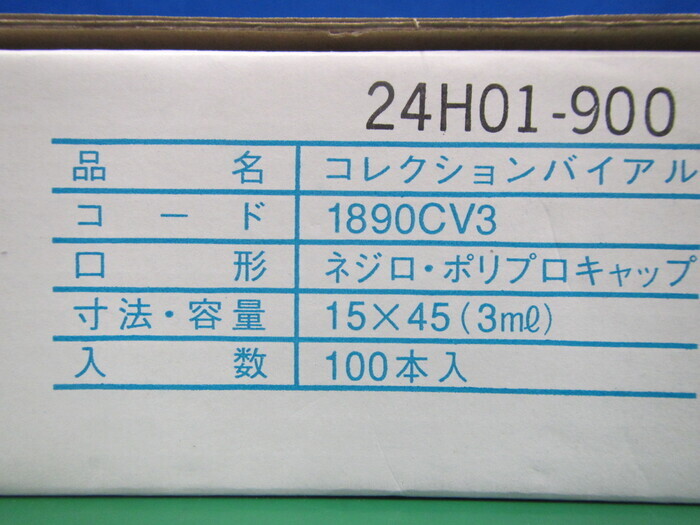 24H01-900
品名 コレクションバイアル
コード 1890CV3
口形 ネジ口・ポリプロキャップ
寸法・容量 15×45(3mℓ)
入数 100本入